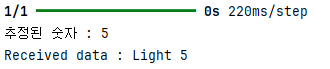 1/1 ━━━━━━━━━━━━━━━━━━━━ 0s 220ms/step
추정된 숫자 : 5
Received data : Light 5